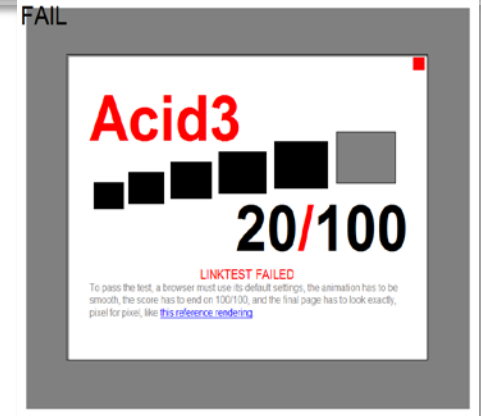 FAIL
Acid3
20/100
LINKTEST FAILED
To pass the test, a browser must use its default settings, the animation has to be
smooth, the score has to end on 100/100, and the final page has to look exactly,
pixel for pixel, like this reference rendering